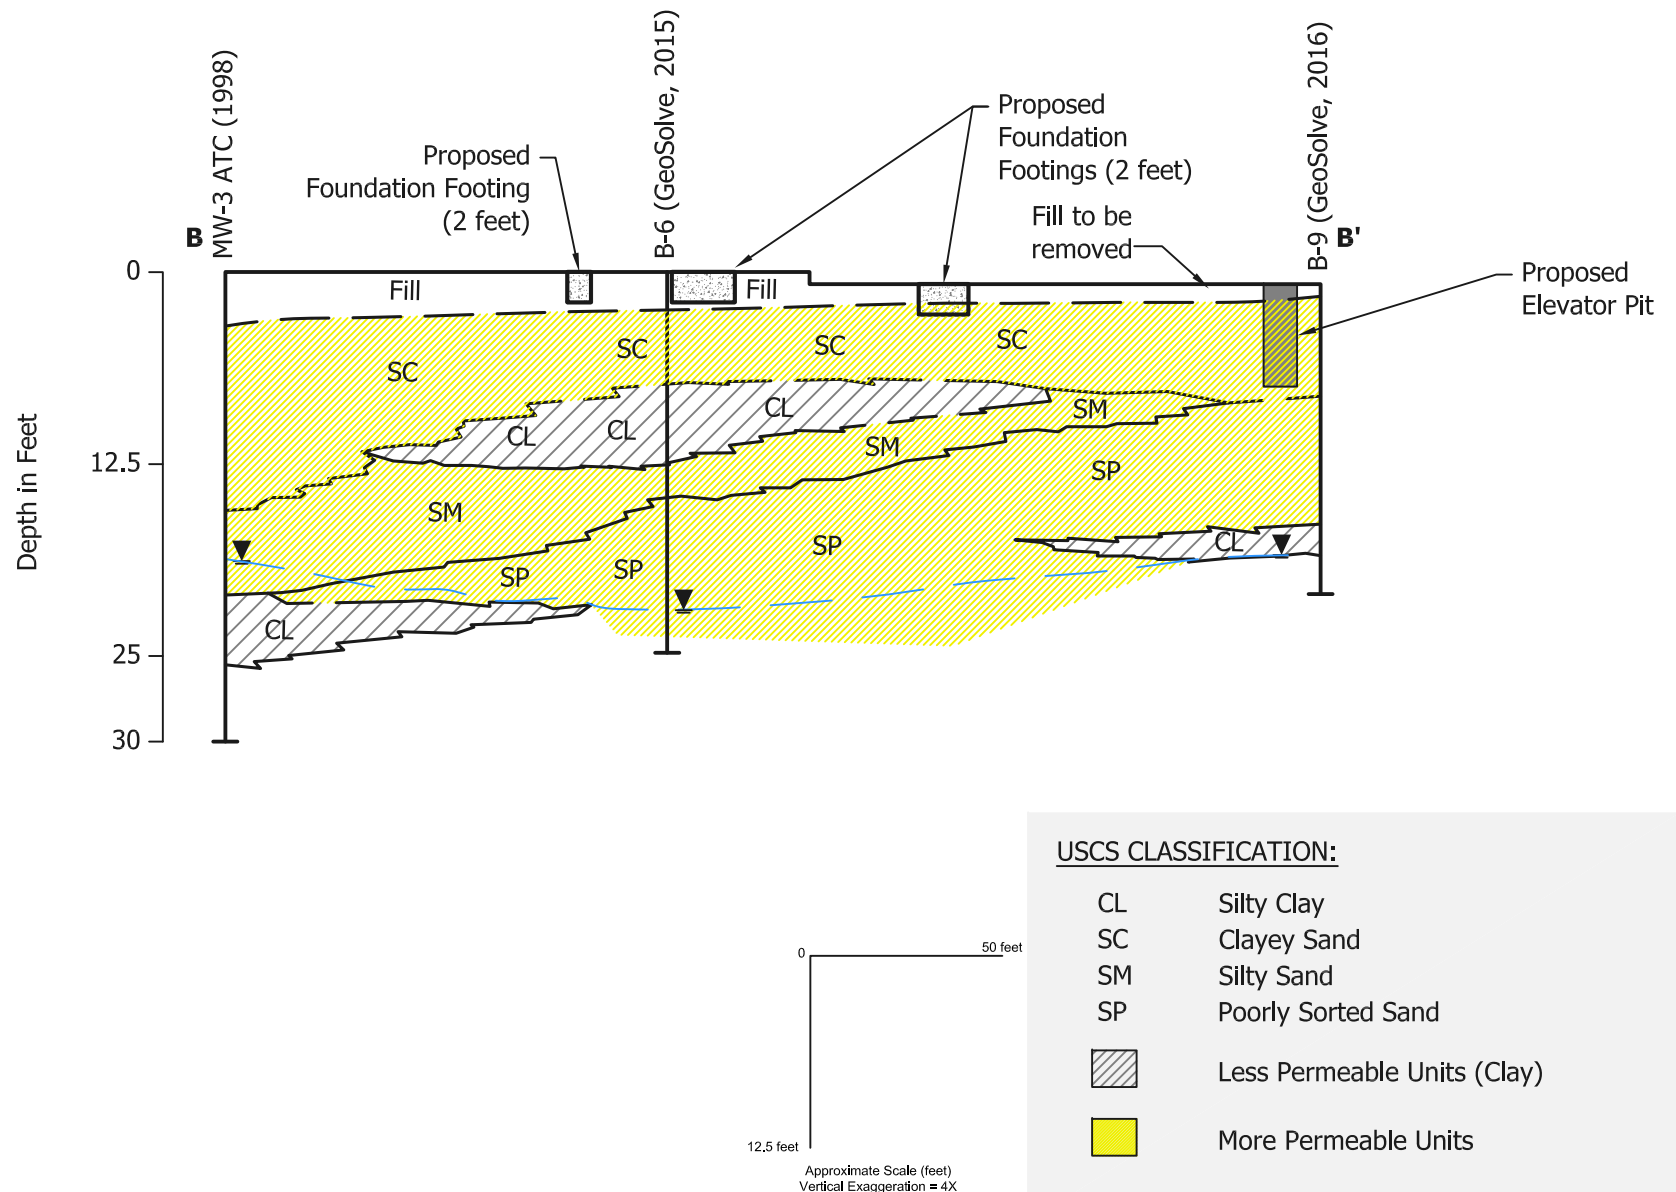 MW-3 ATC (1998)
B-6 (GeoSolve, 2015)
B-9 (GeoSolve, 2016)
Proposed
Foundation Footing
(2 feet)
Proposed
Foundation
Footings (2 feet)
Fill to be
removed
B
B'
Proposed
Elevator Pit
Depth in Feet
0
12.5
25
30
Fill
Fill
SC
SC
SC
SC
CL
CL
CL
SM
SM
SM
SP
SP
SP
SP
CL
CL
0
50 feet
12.5 feet
Approximate Scale (feet)
Vertical Exaggeration = 4X
USCS CLASSIFICATION:
CL Silty Clay
SC Clayey Sand
SM Silty Sand
SP Poorly Sorted Sand
Less Permeable Units (Clay)
More Permeable Units